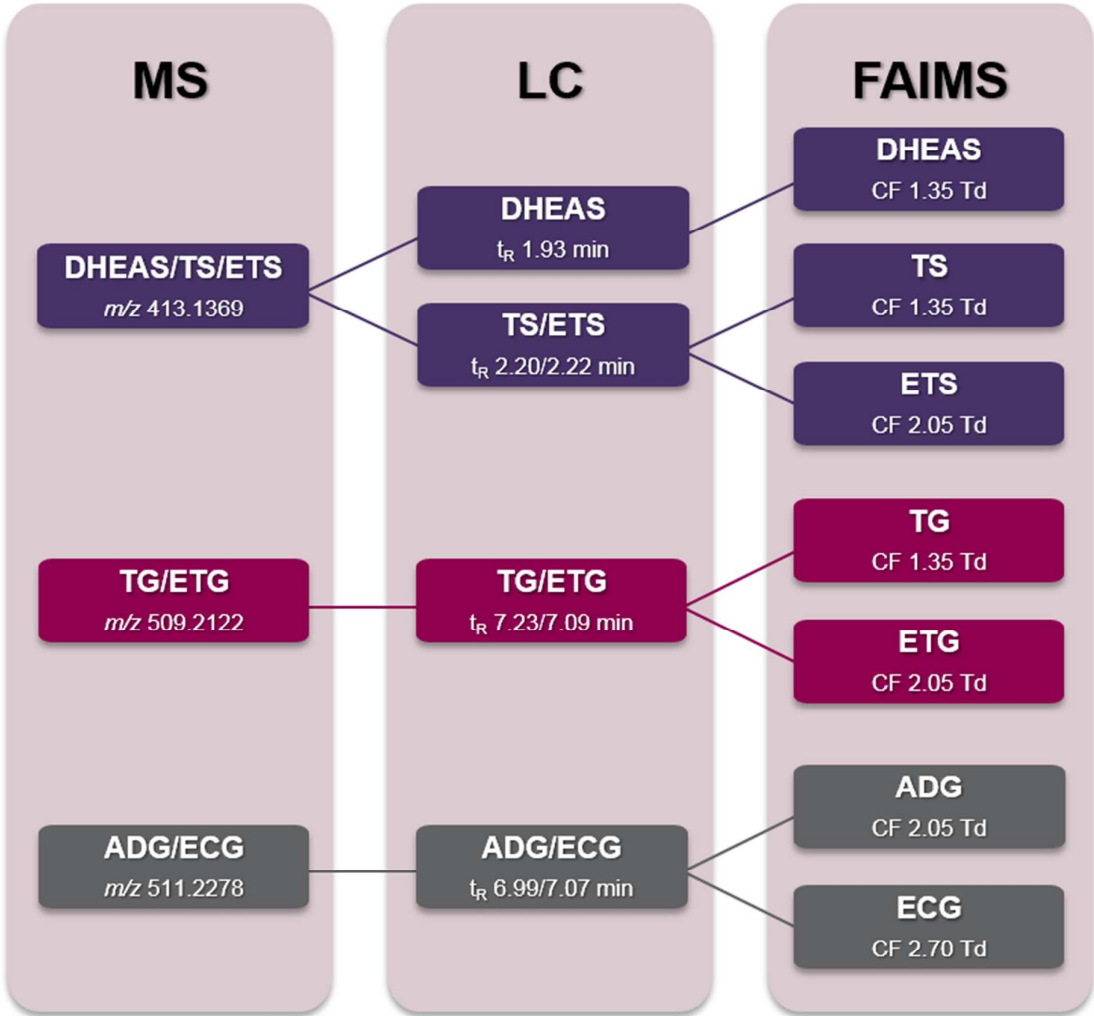 MS
DHEAS/TS/ETS
m/z 413.1369
TG/ETG
m/z 509.2122
ADG/ECG
m/z 511.2278
LC
DHEAS
tR 1.93 min
TS/ETS
tR 2.20/2.22 min
TG/ETG
tR 7.23/7.09 min
ADG/ECG
tR 6.99/7.07 min
FAIMS
DHEAS
CF 1.35 Td
TS
CF 1.35 Td
ETS
CF 2.05 Td
TG
CF 1.35 Td
ETG
CF 2.05 Td
ADG
CF 2.05 Td
ECG
CF 2.70 Td